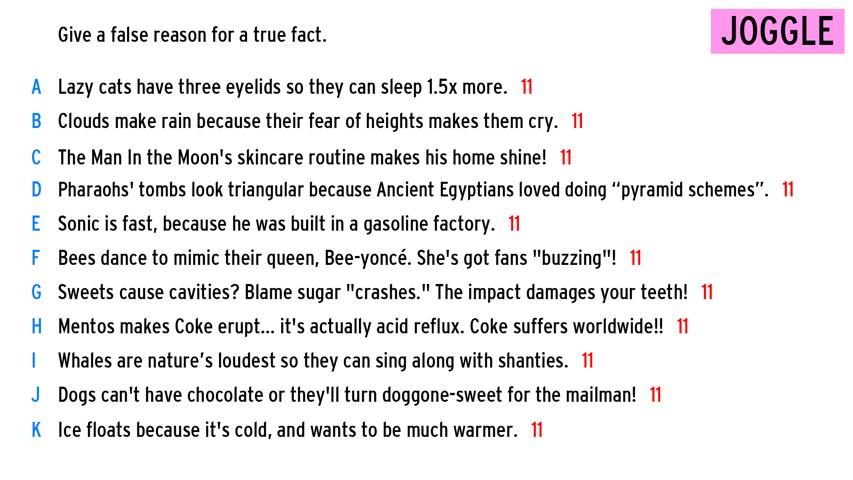 Give a false reason for a true fact.
JOGGLE
A Lazy cats have three eyelids so they can sleep 1.5x more. 11
B Clouds make rain because their fear of heights makes them cry. 11
C The Man In the Moon's skincare routine makes his home shine! 11
D Pharaohs' tombs look triangular because Ancient Egyptians loved doing “pyramid schemes”. 11
E Sonic is fast, because he was built in a gasoline factory. 11
F Bees dance to mimic their queen, Bee-yoncé. She's got fans "buzzing"! 11
G Sweets cause cavities? Blame sugar "crashes." The impact damages your teeth! 11
H Mentos makes Coke erupt... it's actually acid reflux. Coke suffers worldwide!! 11
I Whales are nature’s loudest so they can sing along with shanties. 11
J Dogs can't have chocolate or they'll turn doggone-sweet for the mailman! 11
K Ice floats because it's cold, and wants to be much warmer. 11